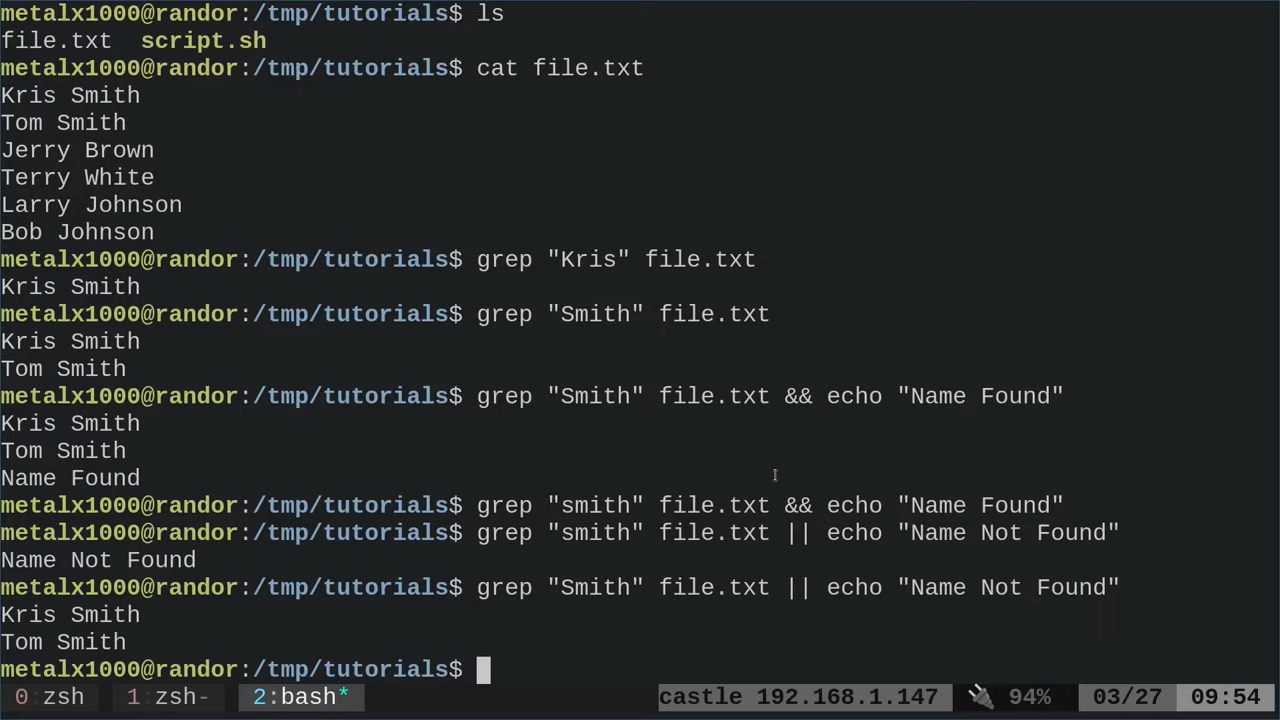 metalx1000@randor:/tmp/tutorials$ ls
file.txt  script.sh
metalx1000@randor:/tmp/tutorials$ cat file.txt
Kris Smith
Tom Smith
Jerry Brown
Terry White
Larry Johnson
Bob Johnson
metalx1000@randor:/tmp/tutorials$ grep "Kris" file.txt
Kris Smith
metalx1000@randor:/tmp/tutorials$ grep "Smith" file.txt
Kris Smith
Tom Smith
metalx1000@randor:/tmp/tutorials$ grep "Smith" file.txt && echo "Name Found"
Kris Smith
Tom Smith
Name Found
metalx1000@randor:/tmp/tutorials$ grep "smith" file.txt && echo "Name Found"
metalx1000@randor:/tmp/tutorials$ grep "smith" file.txt || echo "Name Not Found"
Name Not Found
metalx1000@randor:/tmp/tutorials$ grep "Smith" file.txt || echo "Name Not Found"
Kris Smith
Tom Smith
metalx1000@randor:/tmp/tutorials$
0:zsh  1:zsh-  2:bash*  castle 192.168.1.147  🔌 94%  03/27  09:54